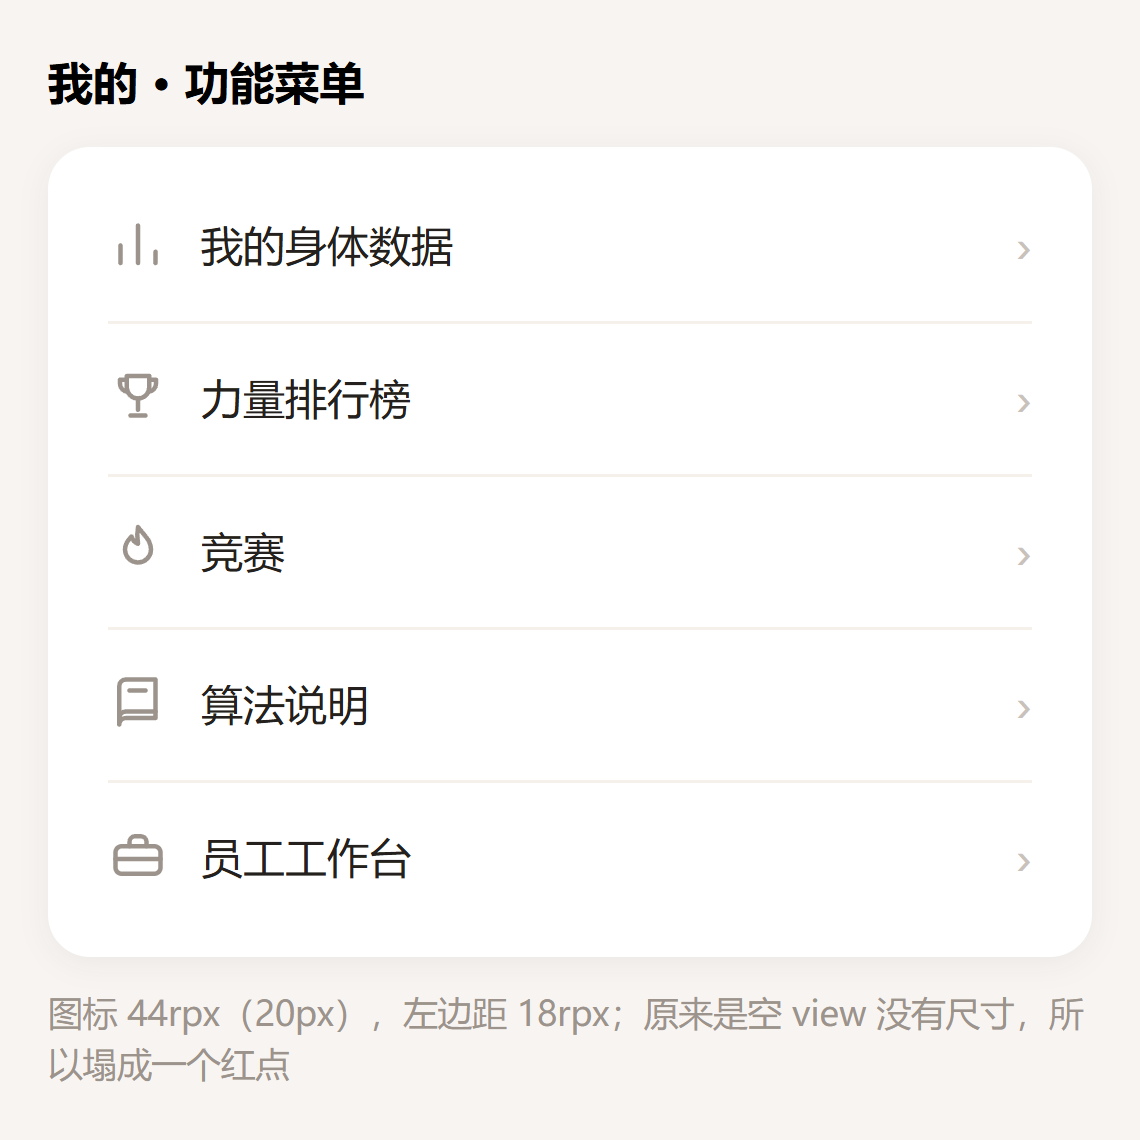 我的 · 功能菜单
我的身体数据 ›
力量排行榜 ›
竞赛 ›
算法说明 ›
员工工作台 ›
图标 44rpx（20px），左边距 18rpx；原来是空 view 没有尺寸，所
以塌成一个红点